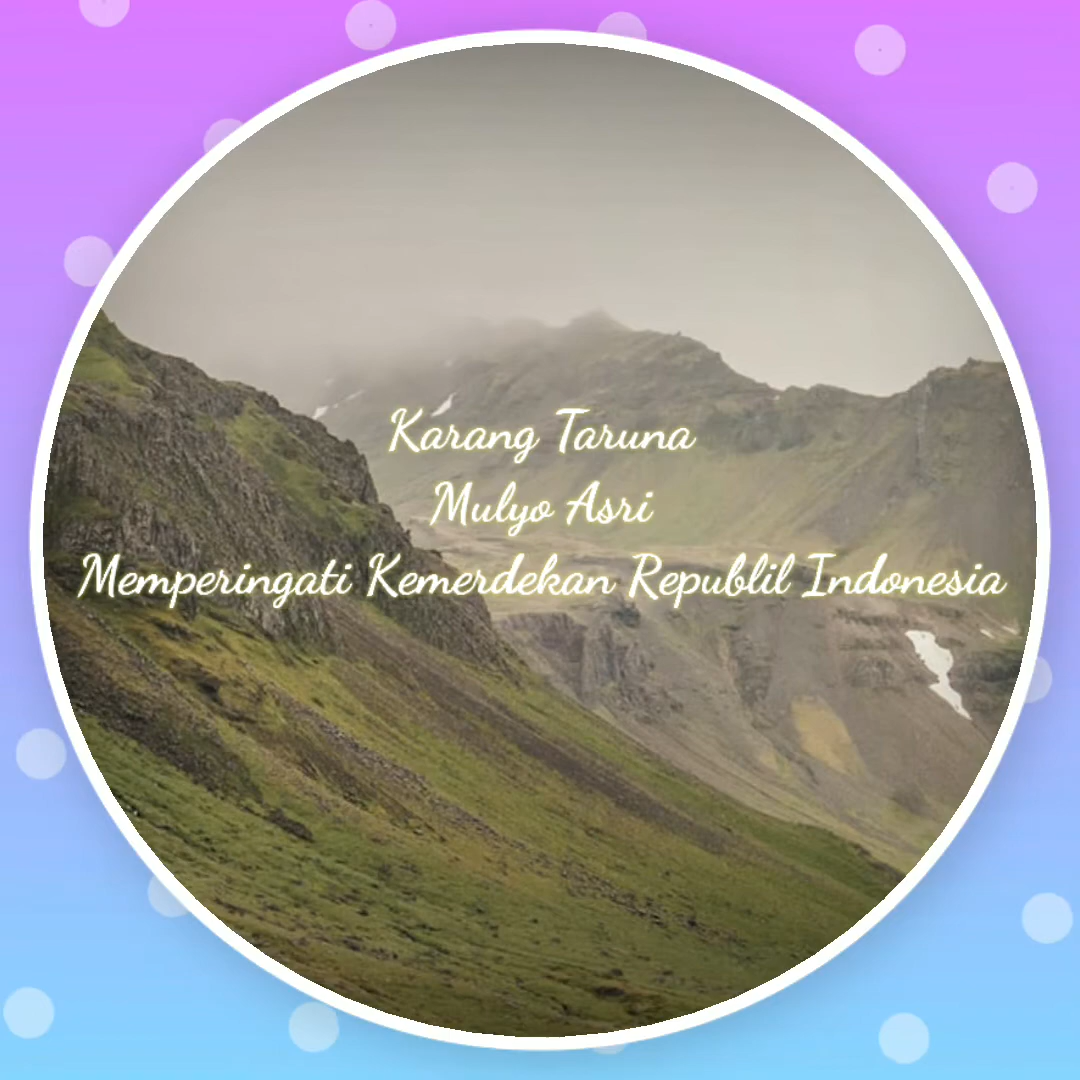 Karang Taruna
Mulyo Asri
Memperingati Kemerdekan Republil Indonesia